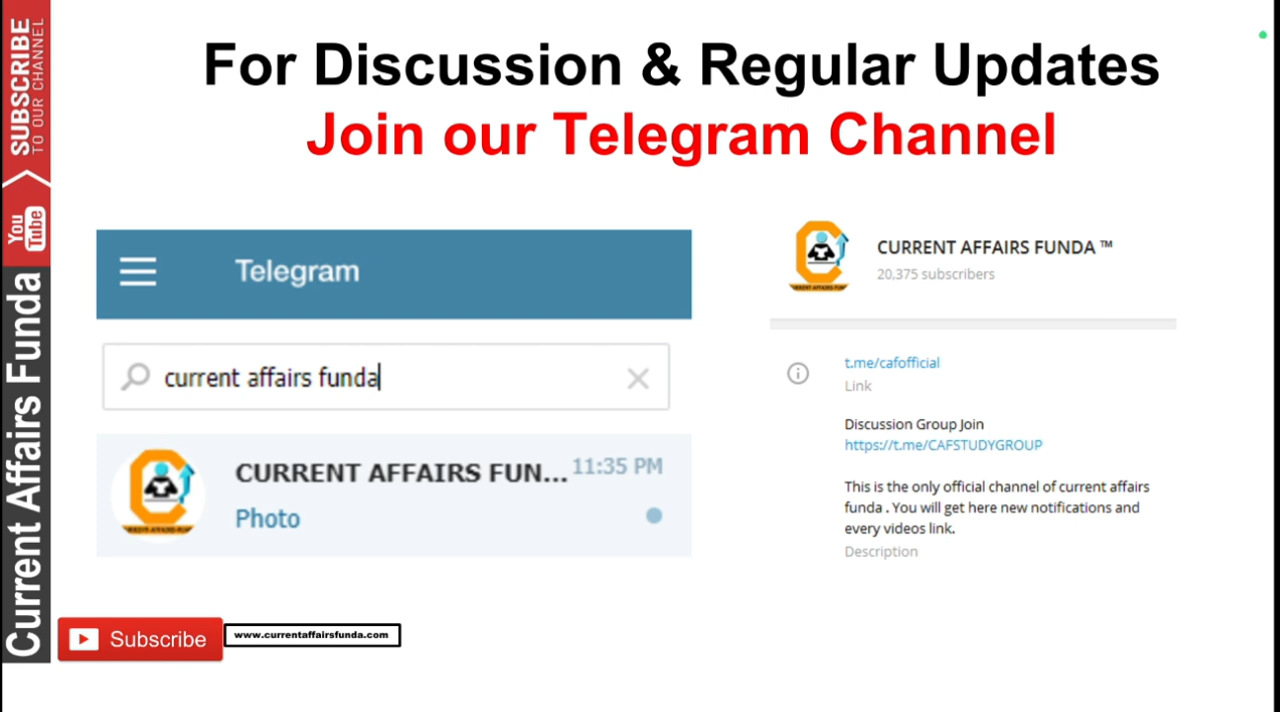 SUBSCRIBE
TO OUR CHANNEL
You
Tube
Current Affairs Funda
For Discussion & Regular Updates
Join our Telegram Channel
Telegram
current affairs funda
CURRENT AFFAIRS FUN... 11:35 PM
Photo
CURRENT AFFAIRS FUNDA ™
20,375 subscribers
t.me/cafofficial
Link
Discussion Group Join
https://t.me/CAFSTUDYGROUP
This is the only official channel of current affairs
funda . You will get here new notifications and
every videos link.
Description
Subscribe
www.currentaffairsfunda.com